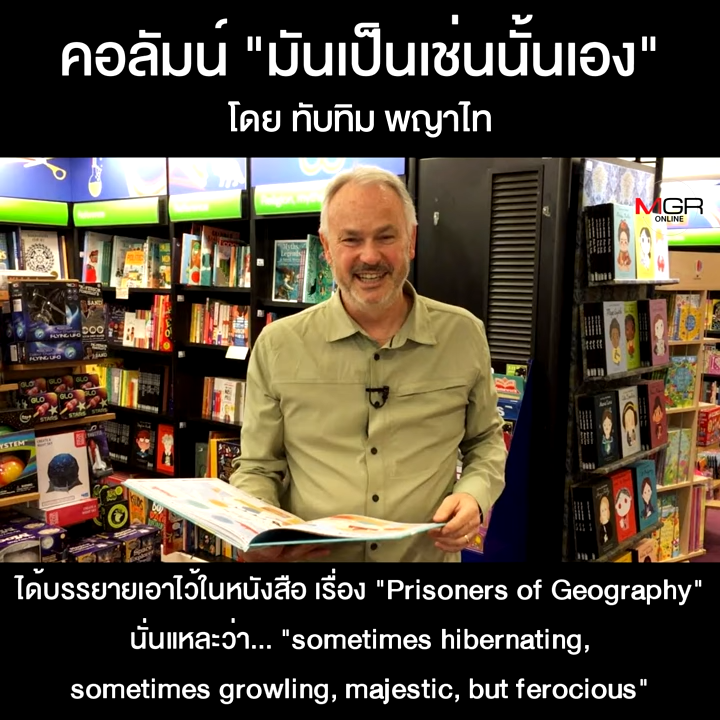 คอลัมน์ "มันเป็นเช่นนั้นเอง"
โดย ทับทิม พญาไท
MGR
ONLINE
ได้บรรยายเอาไว้ในหนังสือ เรื่อง "Prisoners of Geography"
นั่นแหละว่า... "sometimes hibernating,
sometimes growling, majestic, but ferocious"